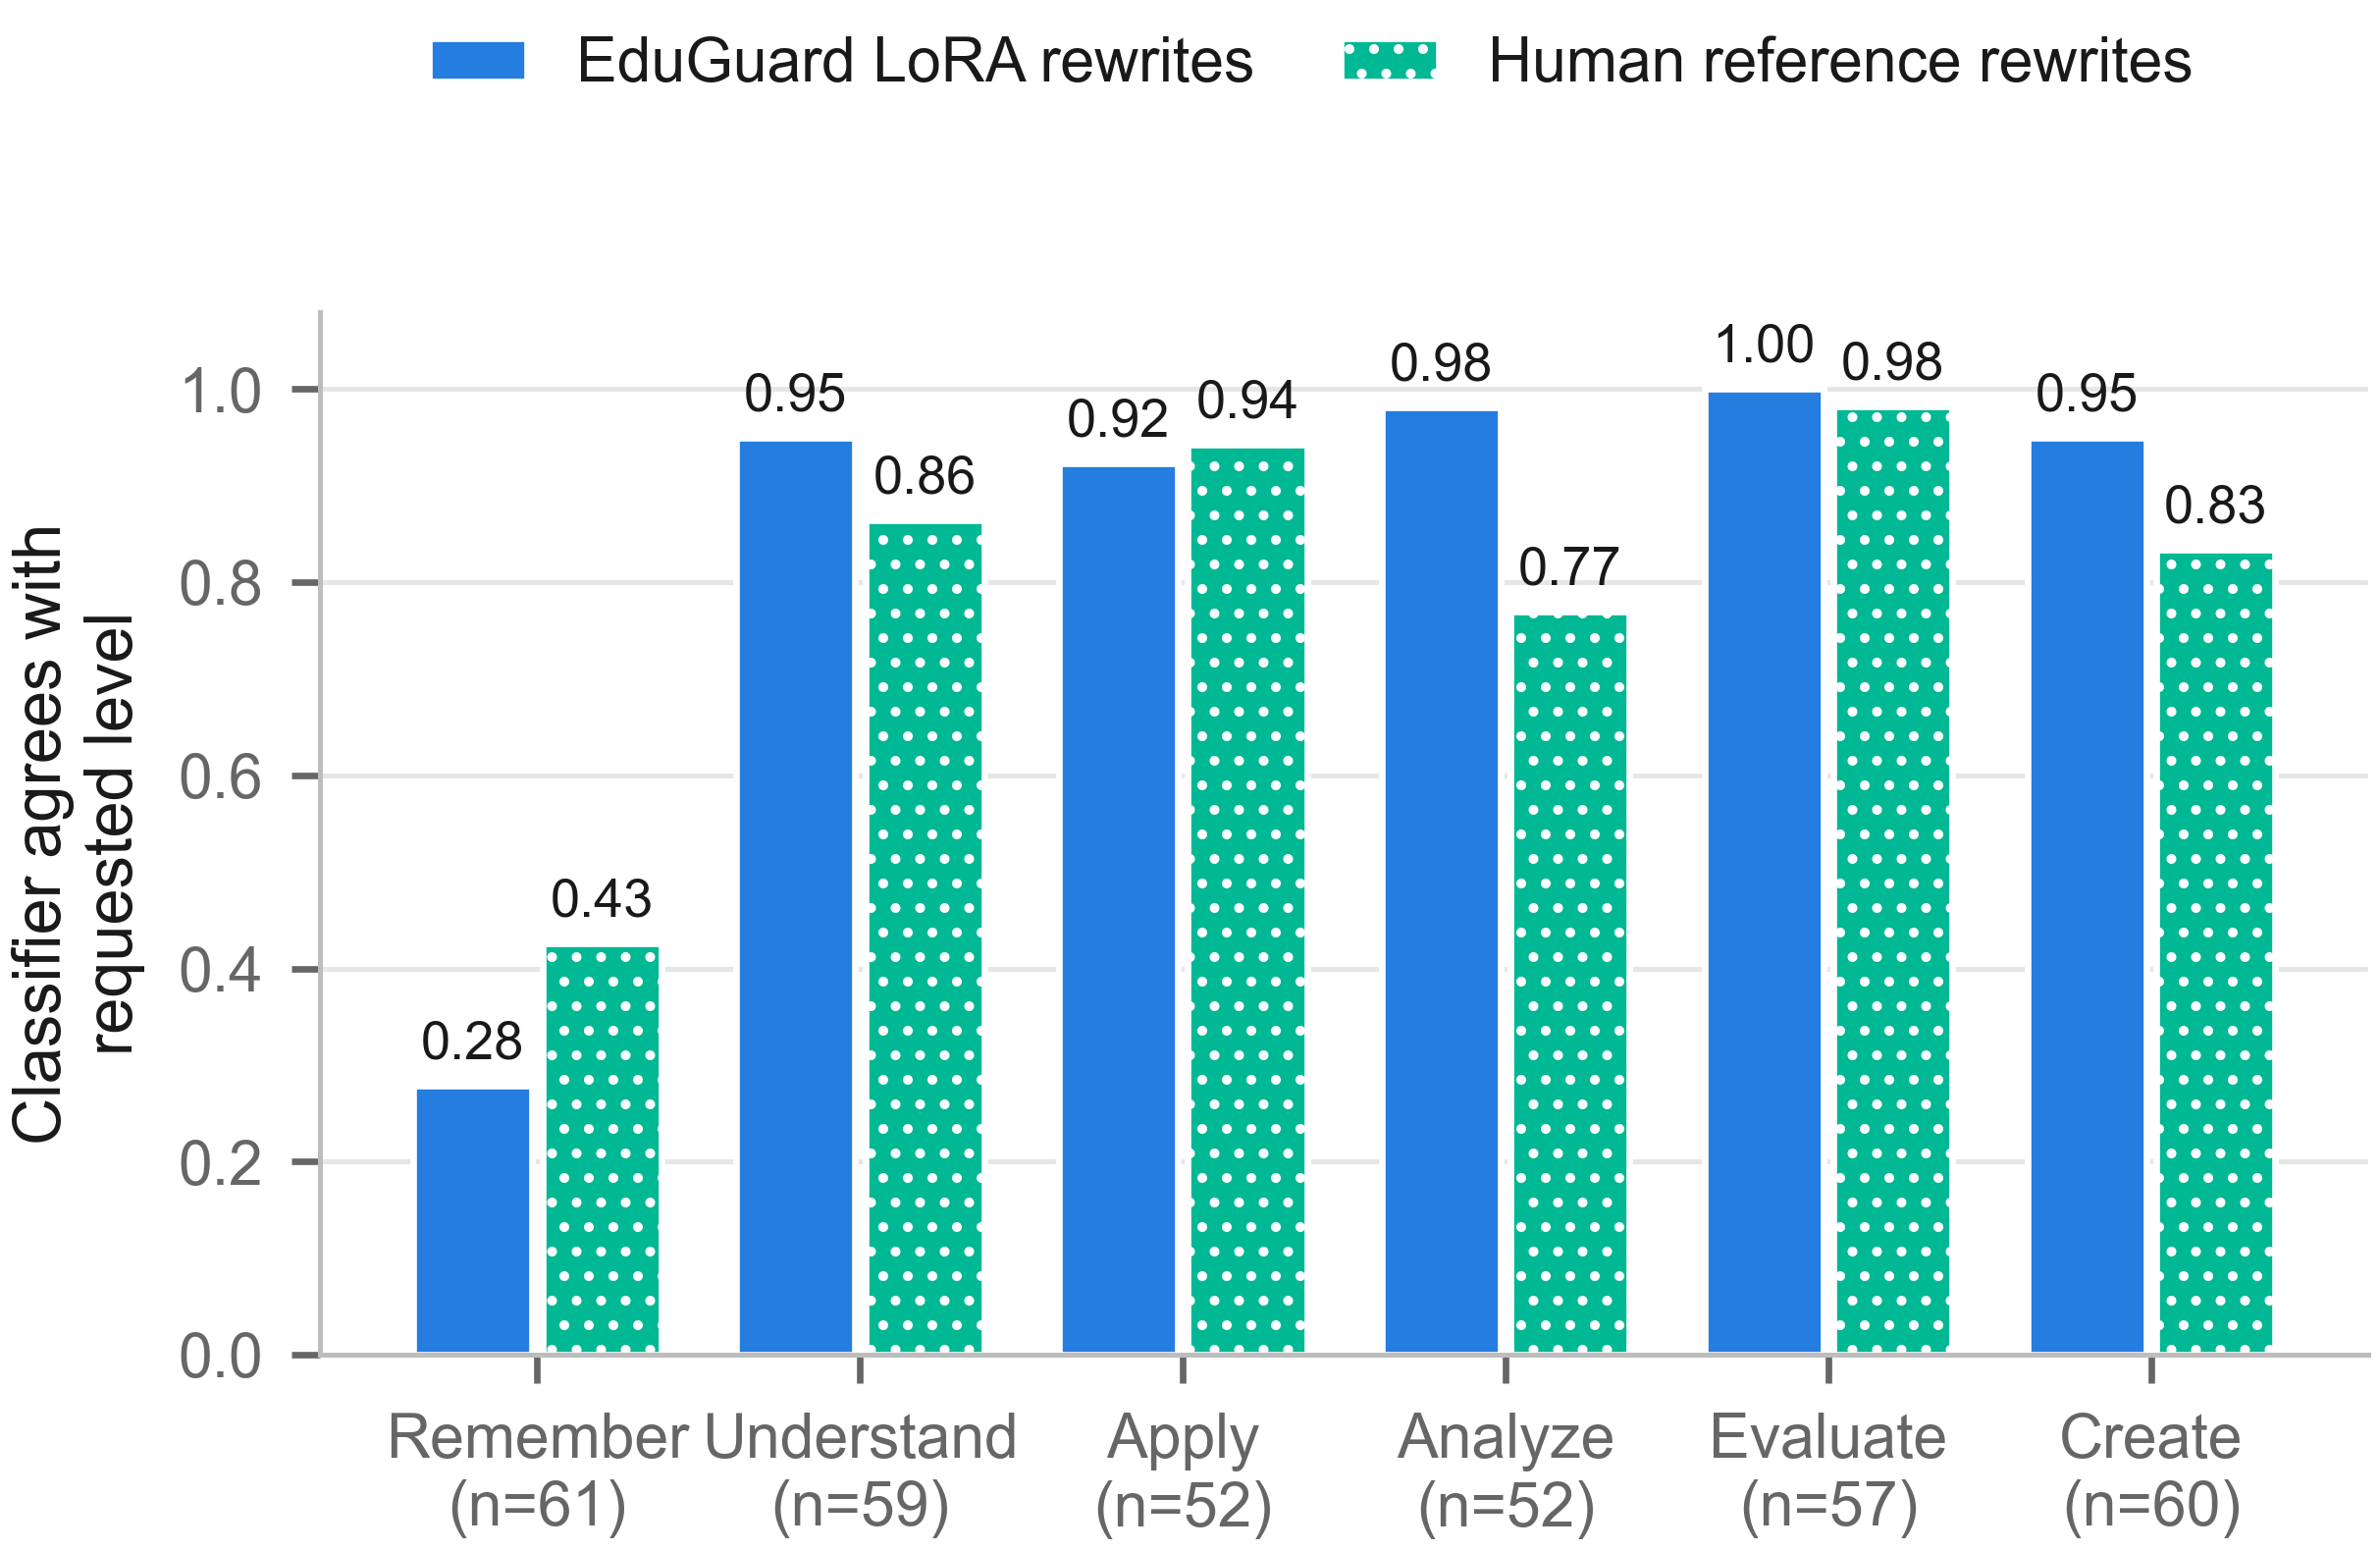 EduGuard LoRA rewrites
Human reference rewrites
Classifier agrees with
requested level
1.0
0.8
0.6
0.4
0.2
0.0
0.28
0.43
0.95
0.86
0.92
0.94
0.98
0.77
1.00
0.98
0.95
0.83
Remember
(n=61)
Understand
(n=59)
Apply
(n=52)
Analyze
(n=52)
Evaluate
(n=57)
Create
(n=60)